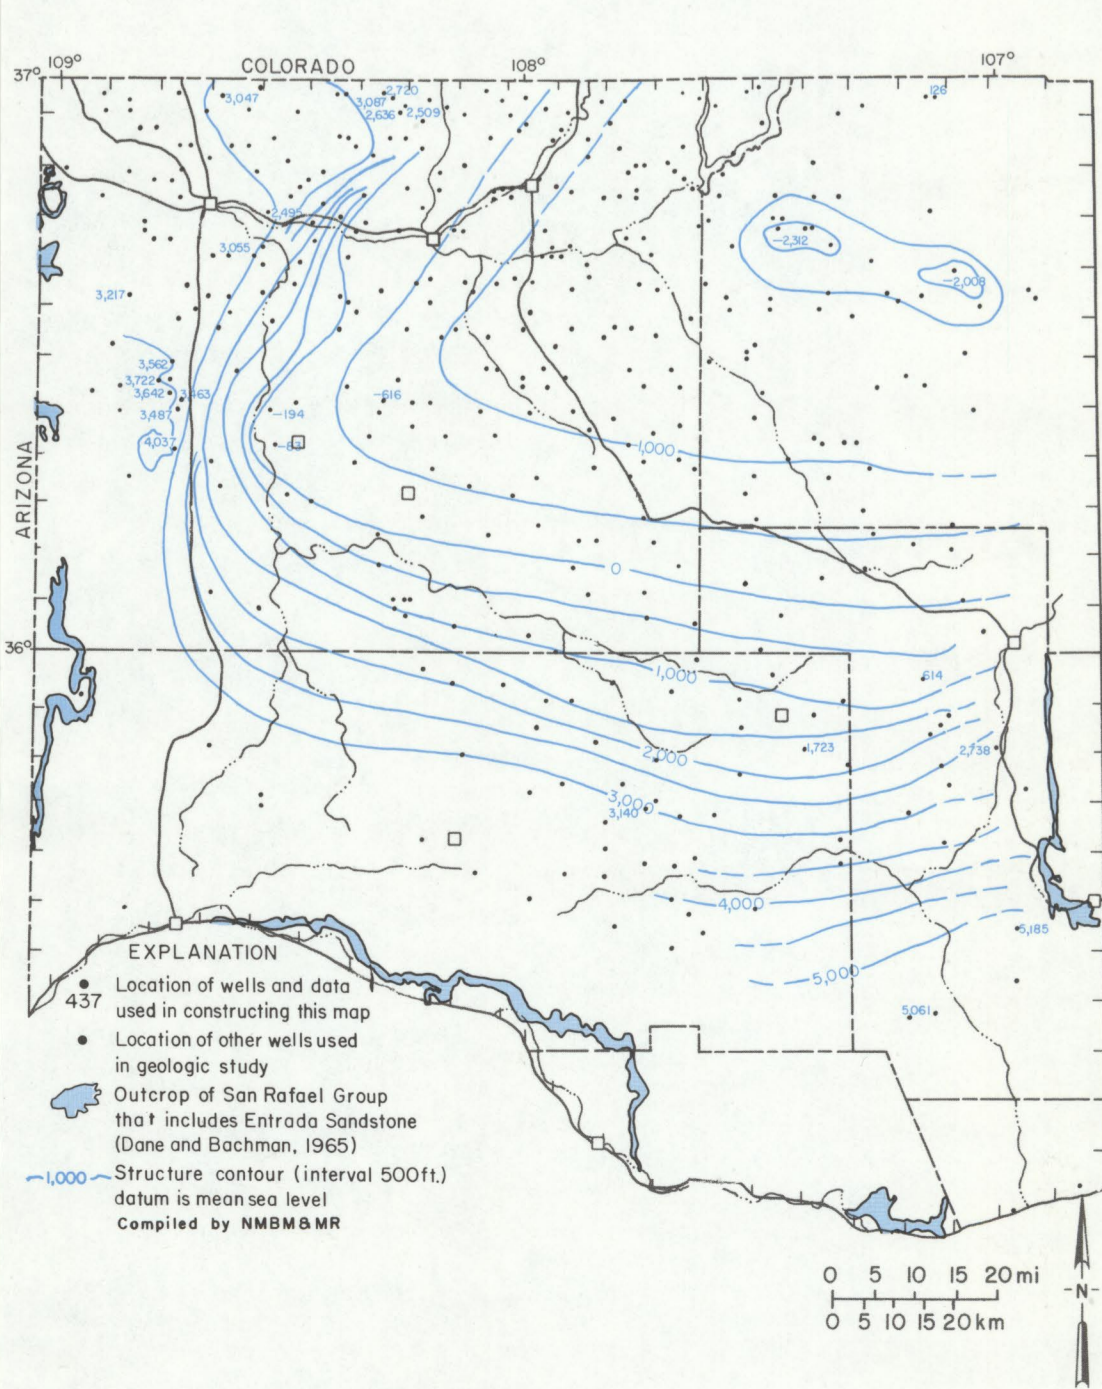 COLORADO
37°
109°
108°
107°
3,047
2,720
3,087
2,636
2,509
126
2,495
3,055
-2,312
-2,008
3,217
3,562
3,722
3,642
3,487
4,037
-194
-616
-1,000
ARIZONA
0
36°
1,000
614
2,000
1,723
2,738
3,000
3,140
4,000
5,185
5,000
5,061
EXPLANATION
437
Location of wells and data
used in constructing this map
Location of other wells used
in geologic study
Outcrop of San Rafael Group
that includes Entrada Sandstone
(Dane and Bachman, 1965)
1,000
Structure contour (interval 500ft.)
datum is mean sea level
Compiled by NMBM&MR
0 5 10 15 20 mi
0 5 10 15 20 km
-N-